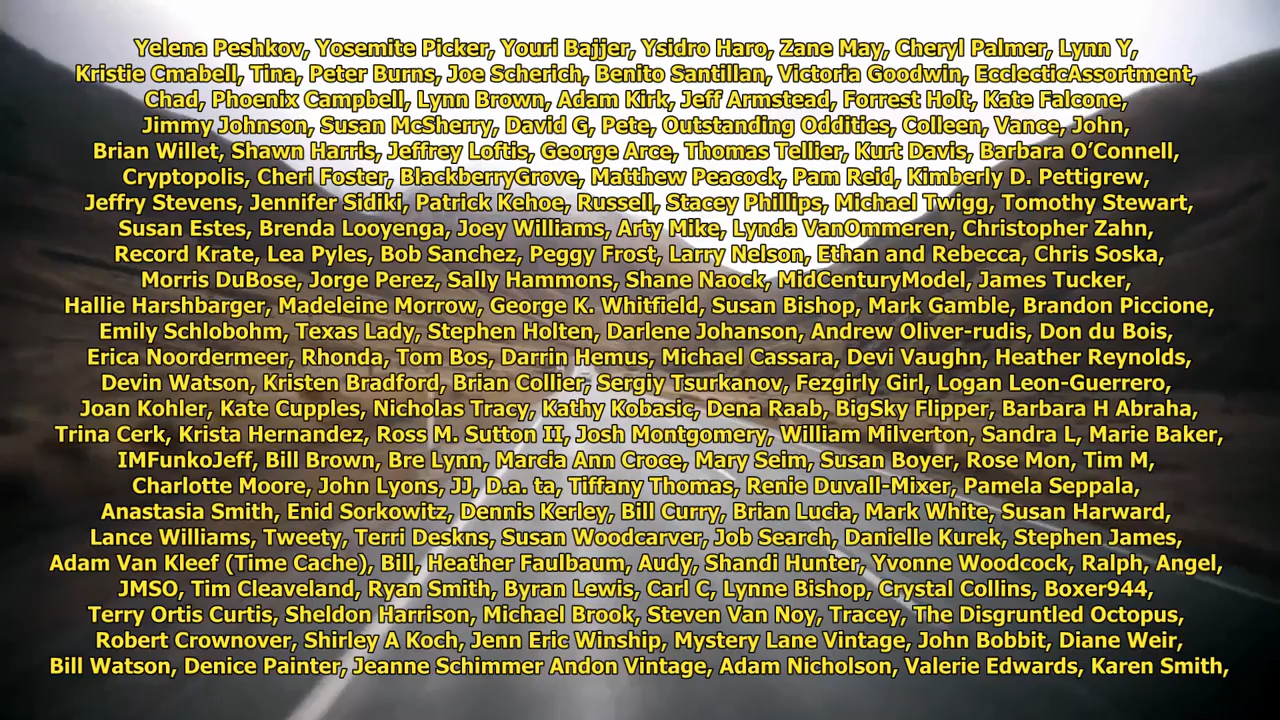 Yelena Peshkov, Yosemite Picker, Youri Bajjer, Ysidro Haro, Zane May, Cheryl Palmer, Lynn Y,
Kristie Cmabell, Tina, Peter Burns, Joe Scherich, Benito Santillan, Victoria Goodwin, EcclecticAssortment,
Chad, Phoenix Campbell, Lynn Brown, Adam Kirk, Jeff Armstead, Forrest Holt, Kate Falcone,
Jimmy Johnson, Susan McSherry, David G, Pete, Outstanding Oddities, Colleen, Vance, John,
Brian Willet, Shawn Harris, Jeffrey Loftis, George Arce, Thomas Tellier, Kurt Davis, Barbara O’Connell,
Cryptopolis, Cheri Foster, BlackberryGrove, Matthew Peacock, Pam Reid, Kimberly D. Pettigrew,
Jeffry Stevens, Jennifer Sidiki, Patrick Kehoe, Russell, Stacey Phillips, Michael Twigg, Tomothy Stewart,
Susan Estes, Brenda Looyenga, Joey Williams, Arty Mike, Lynda VanOmmeren, Christopher Zahn,
Record Krate, Lea Pyles, Bob Sanchez, Peggy Frost, Larry Nelson, Ethan and Rebecca, Chris Soska,
Morris DuBose, Jorge Perez, Sally Hammons, Shane Naock, MidCenturyModel, James Tucker,
Hallie Harshbarger, Madeleine Morrow, George K. Whitfield, Susan Bishop, Mark Gamble, Brandon Piccione,
Emily Schlobohm, Texas Lady, Stephen Holten, Darlene Johanson, Andrew Oliver-rudis, Don du Bois,
Erica Noordermeer, Rhonda, Tom Bos, Darrin Hemus, Michael Cassara, Devi Vaughn, Heather Reynolds,
Devin Watson, Kristen Bradford, Brian Collier, Sergiy Tsurkanov, Fezgirly Girl, Logan Leon-Guerrero,
Joan Kohler, Kate Cupples, Nicholas Tracy, Kathy Kobasic, Dena Raab, BigSky Flipper, Barbara H Abraha,
Trina Cerk, Krista Hernandez, Ross M. Sutton II, Josh Montgomery, William Milverton, Sandra L, Marie Baker,
IMFunkoJeff, Bill Brown, Bre Lynn, Marcia Ann Croce, Mary Seim, Susan Boyer, Rose Mon, Tim M,
Charlotte Moore, John Lyons, JJ, D.a. ta, Tiffany Thomas, Renie Duvall-Mixer, Pamela Seppala,
Anastasia Smith, Enid Sorkowitz, Dennis Kerley, Bill Curry, Brian Lucia, Mark White, Susan Harward,
Lance Williams, Tweety, Terri Deskns, Susan Woodcarver, Job Search, Danielle Kurek, Stephen James,
Adam Van Kleef (Time Cache), Bill, Heather Faulbaum, Audy, Shandi Hunter, Yvonne Woodcock, Ralph, Angel,
JMSO, Tim Cleaveland, Ryan Smith, Byran Lewis, Carl C, Lynne Bishop, Crystal Collins, Boxer944,
Terry Ortis Curtis, Sheldon Harrison, Michael Brook, Steven Van Noy, Tracey, The Disgruntled Octopus,
Robert Crownover, Shirley A Koch, Jenn Eric Winship, Mystery Lane Vintage, John Bobbit, Diane Weir,
Bill Watson, Denice Painter, Jeanne Schimmer Andon Vintage, Adam Nicholson, Valerie Edwards, Karen Smith,